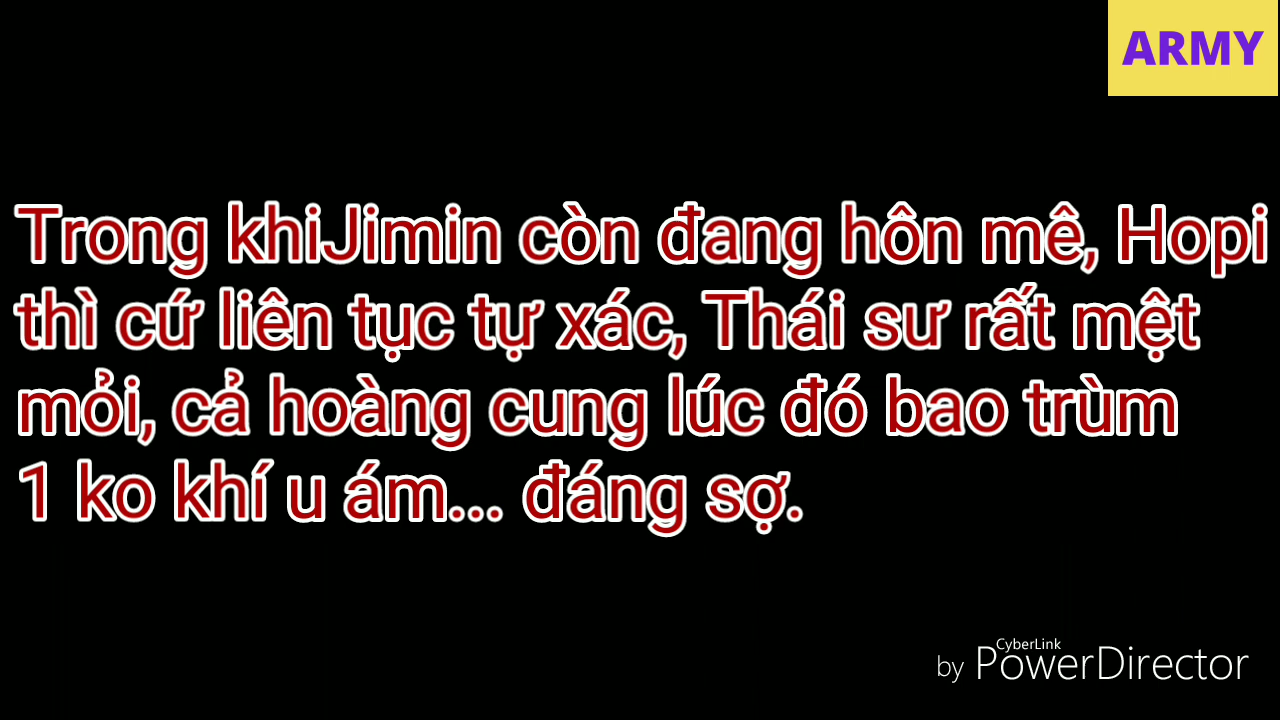 ARMY
Trong khiJimin còn đang hôn mê, Hopi
thì cứ liên tục tự xác, Thái sư rất mệt
mỏi, cả hoàng cung lúc đó bao trùm
1 ko khí u ám... đáng sợ.
CyberLink
by PowerDirector